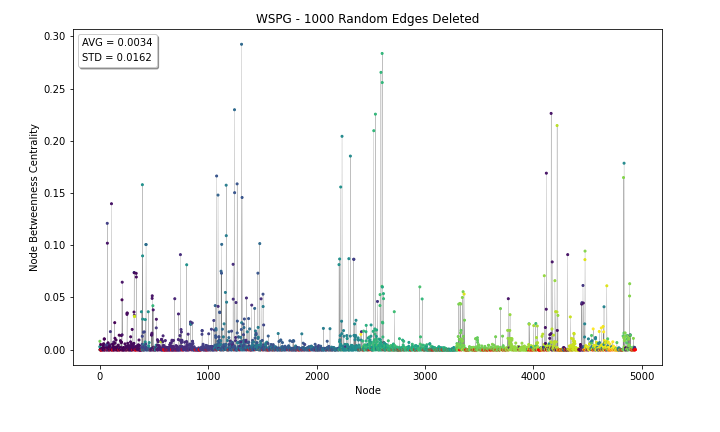 WSPG - 1000 Random Edges Deleted
AVG = 0.0034
STD = 0.0162
Node Betweenness Centrality
0.30
0.25
0.20
0.15
0.10
0.05
0.00
0 1000 2000 3000 4000 5000
Node